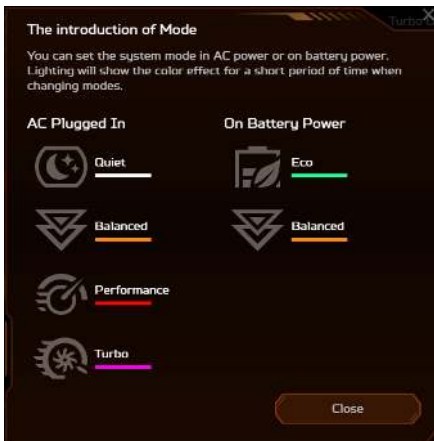 Turbo
The introduction of Mode
You can set the system mode in AC power or on battery power.
Lighting will show the color effect for a short period of time when
changing modes.
AC Plugged In
On Battery Power
Quiet
Eco
Balanced
Balanced
Performance
Turbo
Close